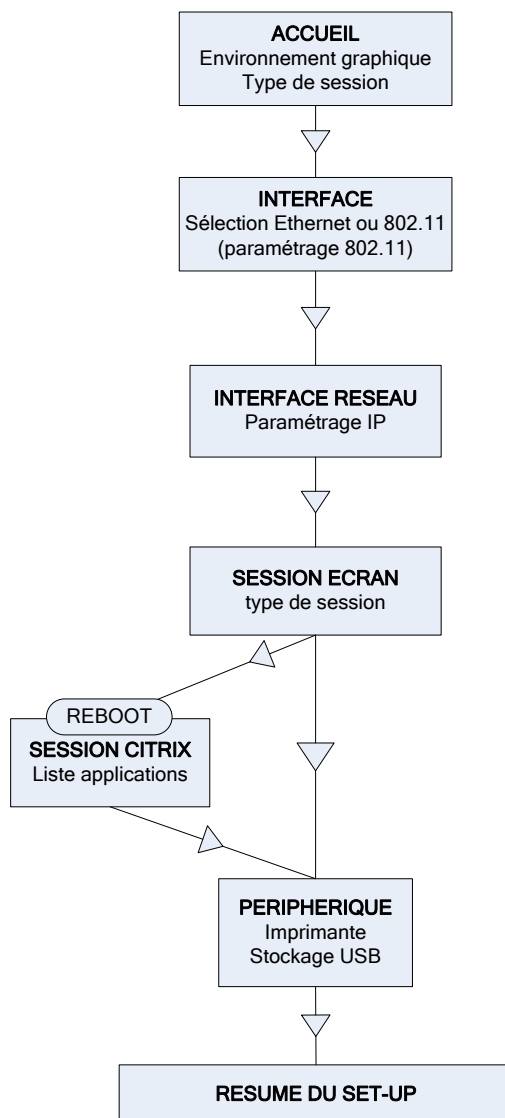 ACCUEIL
Environnement graphique
Type de session
INTERFACE
Sélection Ethernet ou 802.11
(paramétrage 802.11)
INTERFACE RESEAU
Paramétrage IP
SESSION ECRAN
type de session
REBOOT
SESSION CITRIX
Liste applications
PERIPHERIQUE
Imprimante
Stockage USB
RESUME DU SET-UP